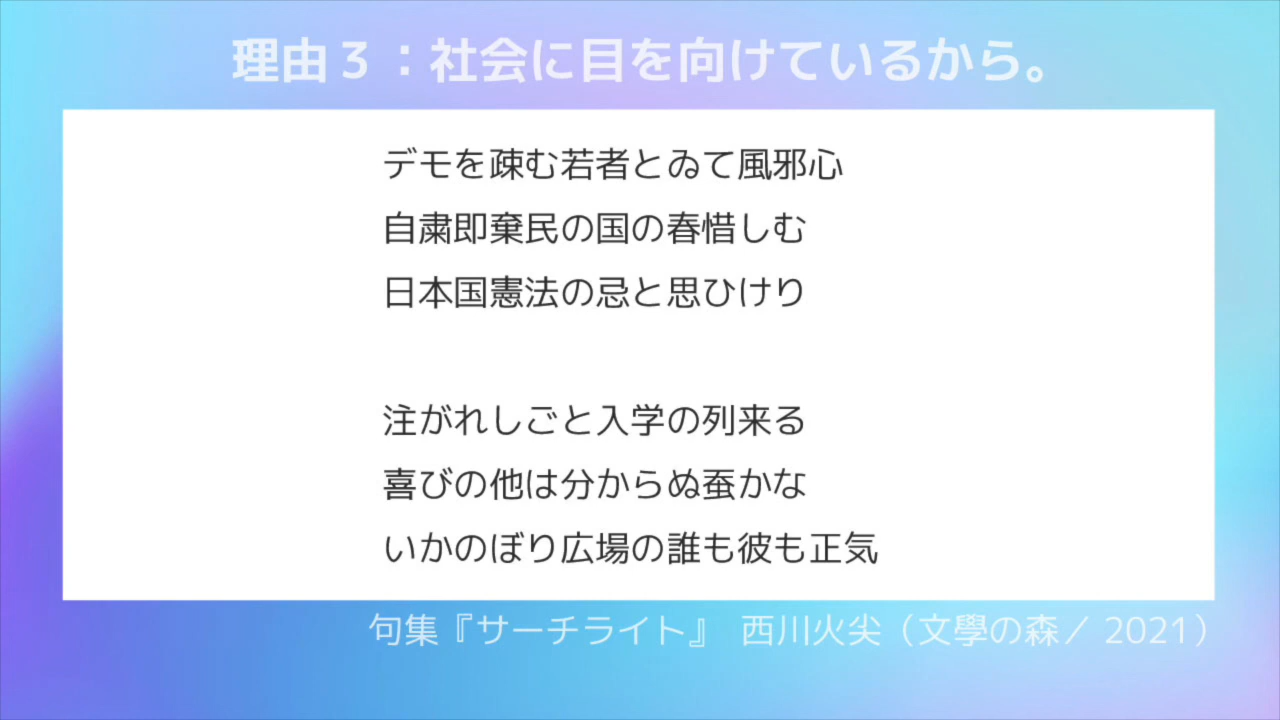 理由３：社会に目を向けているから。
デモを疎む若者とゐて風邪心
自粛即棄民の国の春惜しむ
日本国憲法の忌と思ひけり
注がれしごと入学の列来る
喜びの他は分からぬ蚕かな
いかのぼり広場の誰も彼も正気
句集『サーチライト』 西川火尖（文學の森／ 2021）